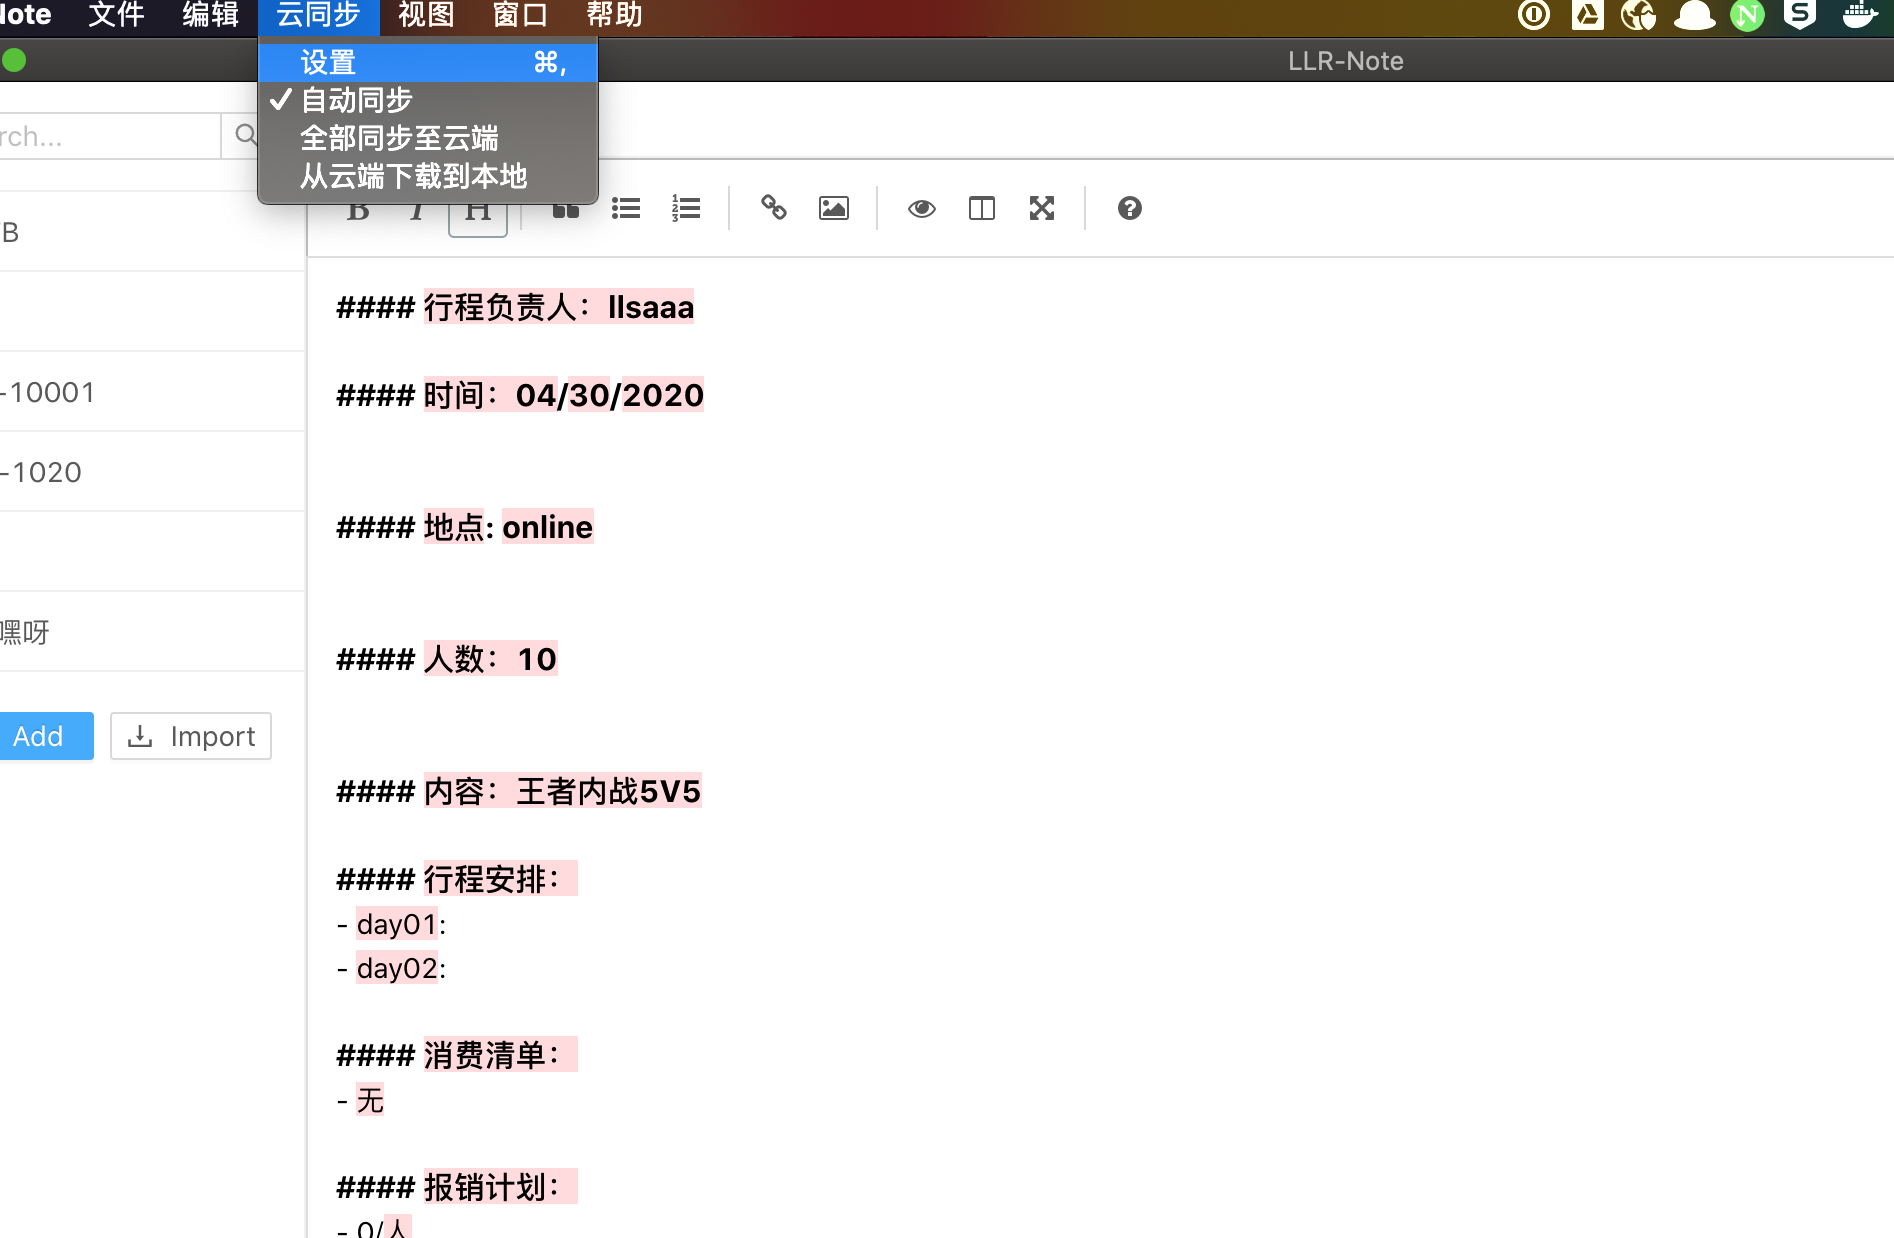 Note 文件 编辑 云同步 视图 窗口 帮助
LLR-Note
设置 ⌘,
✓ 自动同步
全部同步至云端
从云端下载到本地
rch...
B I H
B
-10001
-1020
嘿呀
Add Import
#### 行程负责人：llsaaa
#### 时间：04/30/2020
#### 地点: online
#### 人数：10
#### 内容：王者内战5V5
#### 行程安排：
- day01:
- day02:
#### 消费清单：
- 无
#### 报销计划：
- 0/人